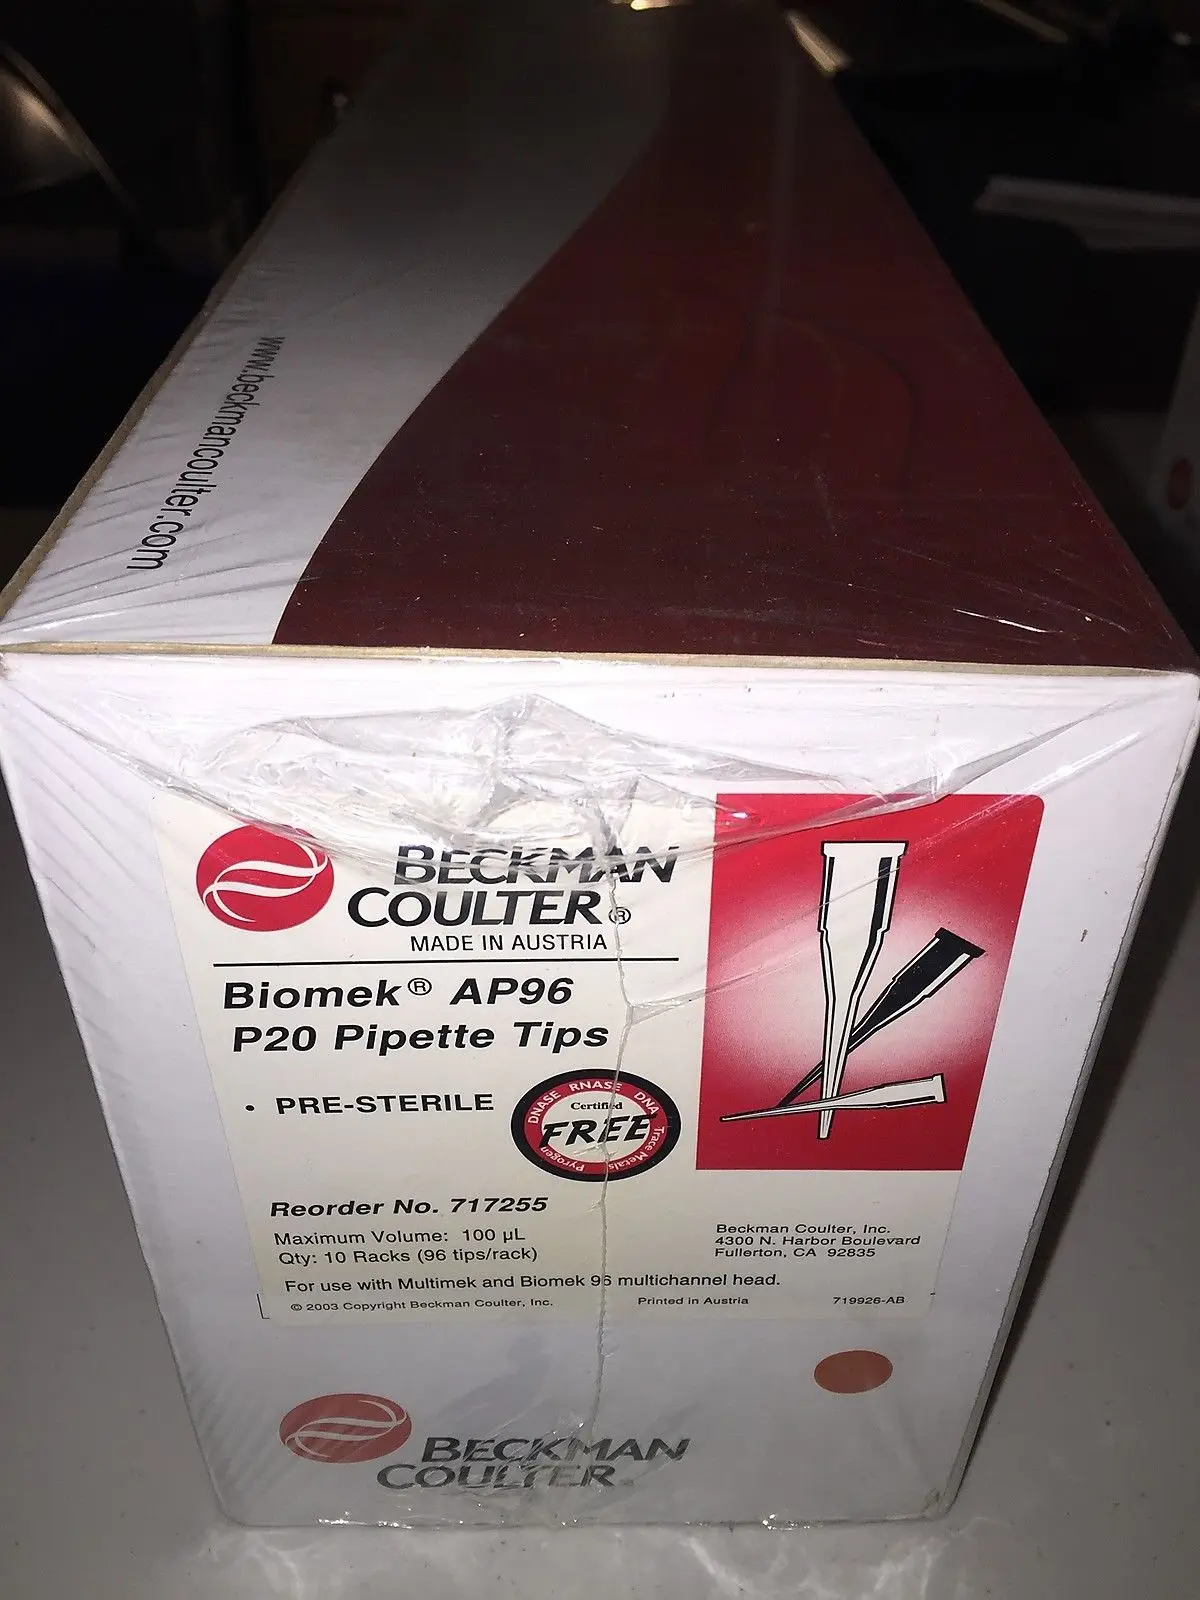 www.beckmancoulter.com
BECKMAN
COULTER®
MADE IN AUSTRIA
Biomek® AP96
P20 Pipette Tips
• PRE-STERILE
DNASE RNASE DNA Trace Metals Pyrogen
Certified
FREE
Reorder No. 717255
Maximum Volume: 100 µL
Qty: 10 Racks (96 tips/rack)
For use with Multimek and Biomek 96 multichannel head.
© 2003 Copyright Beckman Coulter, Inc.
Printed in Austria
719926-AB
Beckman Coulter, Inc.
4300 N. Harbor Boulevard
Fullerton, CA 92835
BECKMAN
COULTER